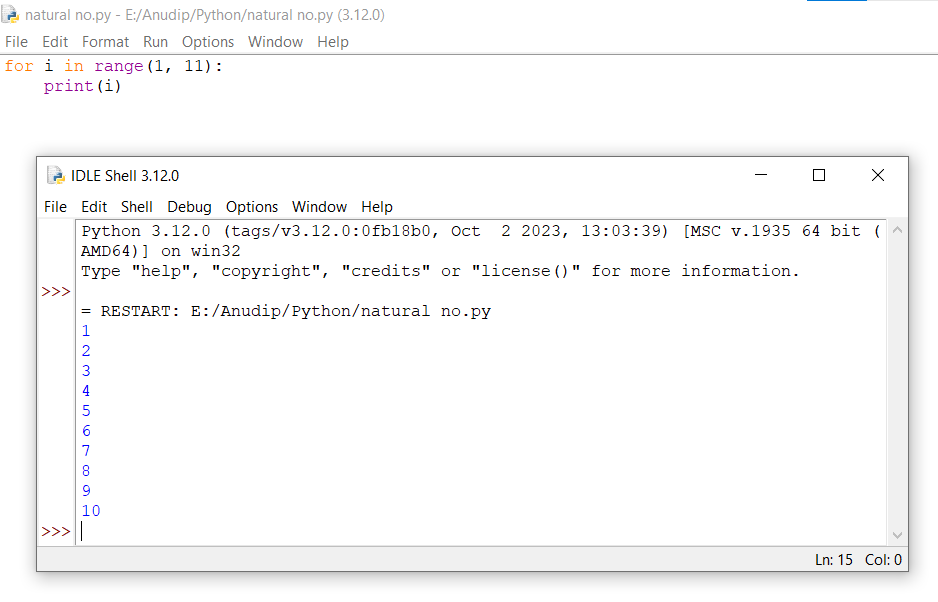 natural no.py - E:/Anudip/Python/natural no.py (3.12.0)
File Edit Format Run Options Window Help
for i in range(1, 11):
    print(i)
IDLE Shell 3.12.0
File Edit Shell Debug Options Window Help
Python 3.12.0 (tags/v3.12.0:0fb18b0, Oct  2 2023, 13:03:39) [MSC v.1935 64 bit (
AMD64)] on win32
Type "help", "copyright", "credits" or "license()" for more information.
>>>
= RESTART: E:/Anudip/Python/natural no.py
1
2
3
4
5
6
7
8
9
10
>>>
Ln: 15 Col: 0